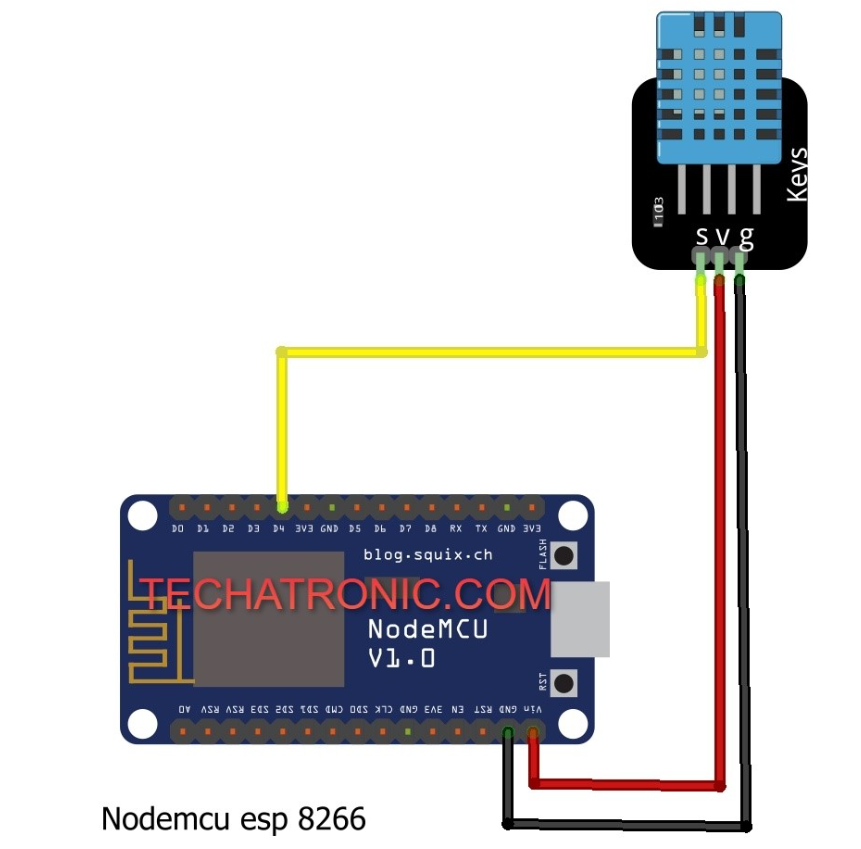 Keys
103
s v g
D0 D1 D2 D3 D4 3V3 GND D5 D6 D7 D8 RX TX GND 3V3
blog.squix.ch
FLASH
TECHATRONIC.COM
NodeMCU
V1.0
RST
A0 RSV RSV SD3 SD2 SD1 CMD SD0 CLK GND 3V3 EN RST GND Vin
Nodemcu esp 8266